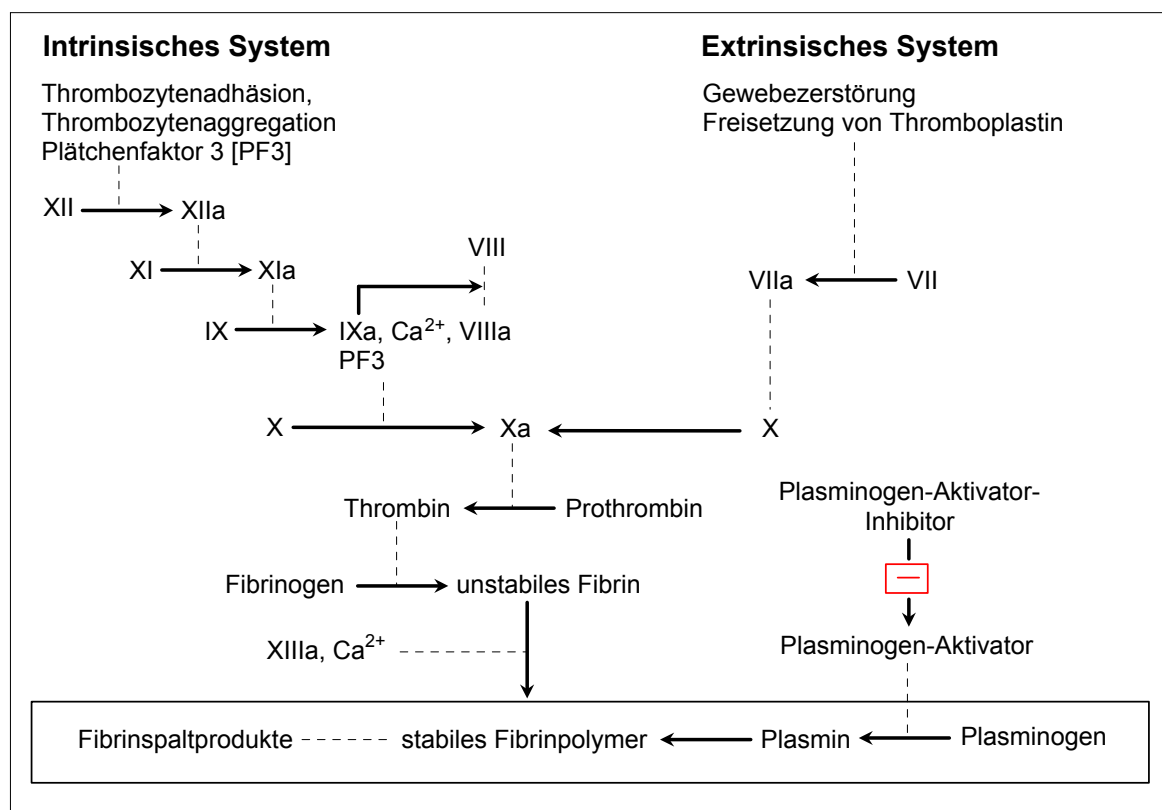 Intrinsisches System
Extrinsisches System
Thrombozytenadhäsion,
Thrombozytenaggregation
Plätchenfaktor 3 [PF3]
Gewebezerstörung
Freisetzung von Thromboplastin
XII
XIIa
XI
XIa
VIII
VIIa
VII
IX
IXa, Ca²⁺, VIIIa
PF3
X
Xa
X
Thrombin
Prothrombin
Plasminogen-Aktivator-
Inhibitor
Fibrinogen
unstabiles Fibrin
—
XIIIa, Ca²⁺
Plasminogen-Aktivator
Fibrinspaltprodukte
stabiles Fibrinpolymer
Plasmin
Plasminogen